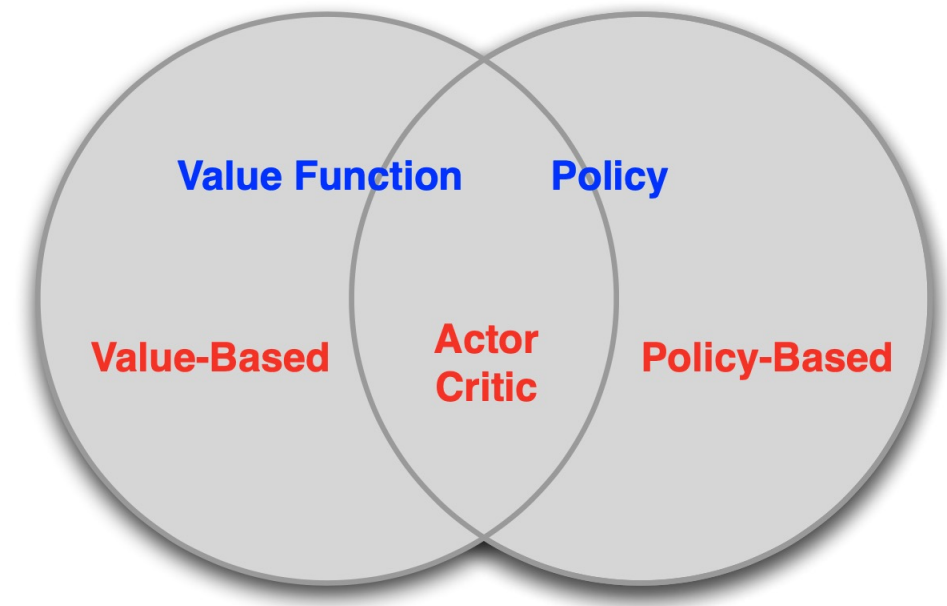 Value Function
Policy
Value-Based
Actor
Critic
Policy-Based